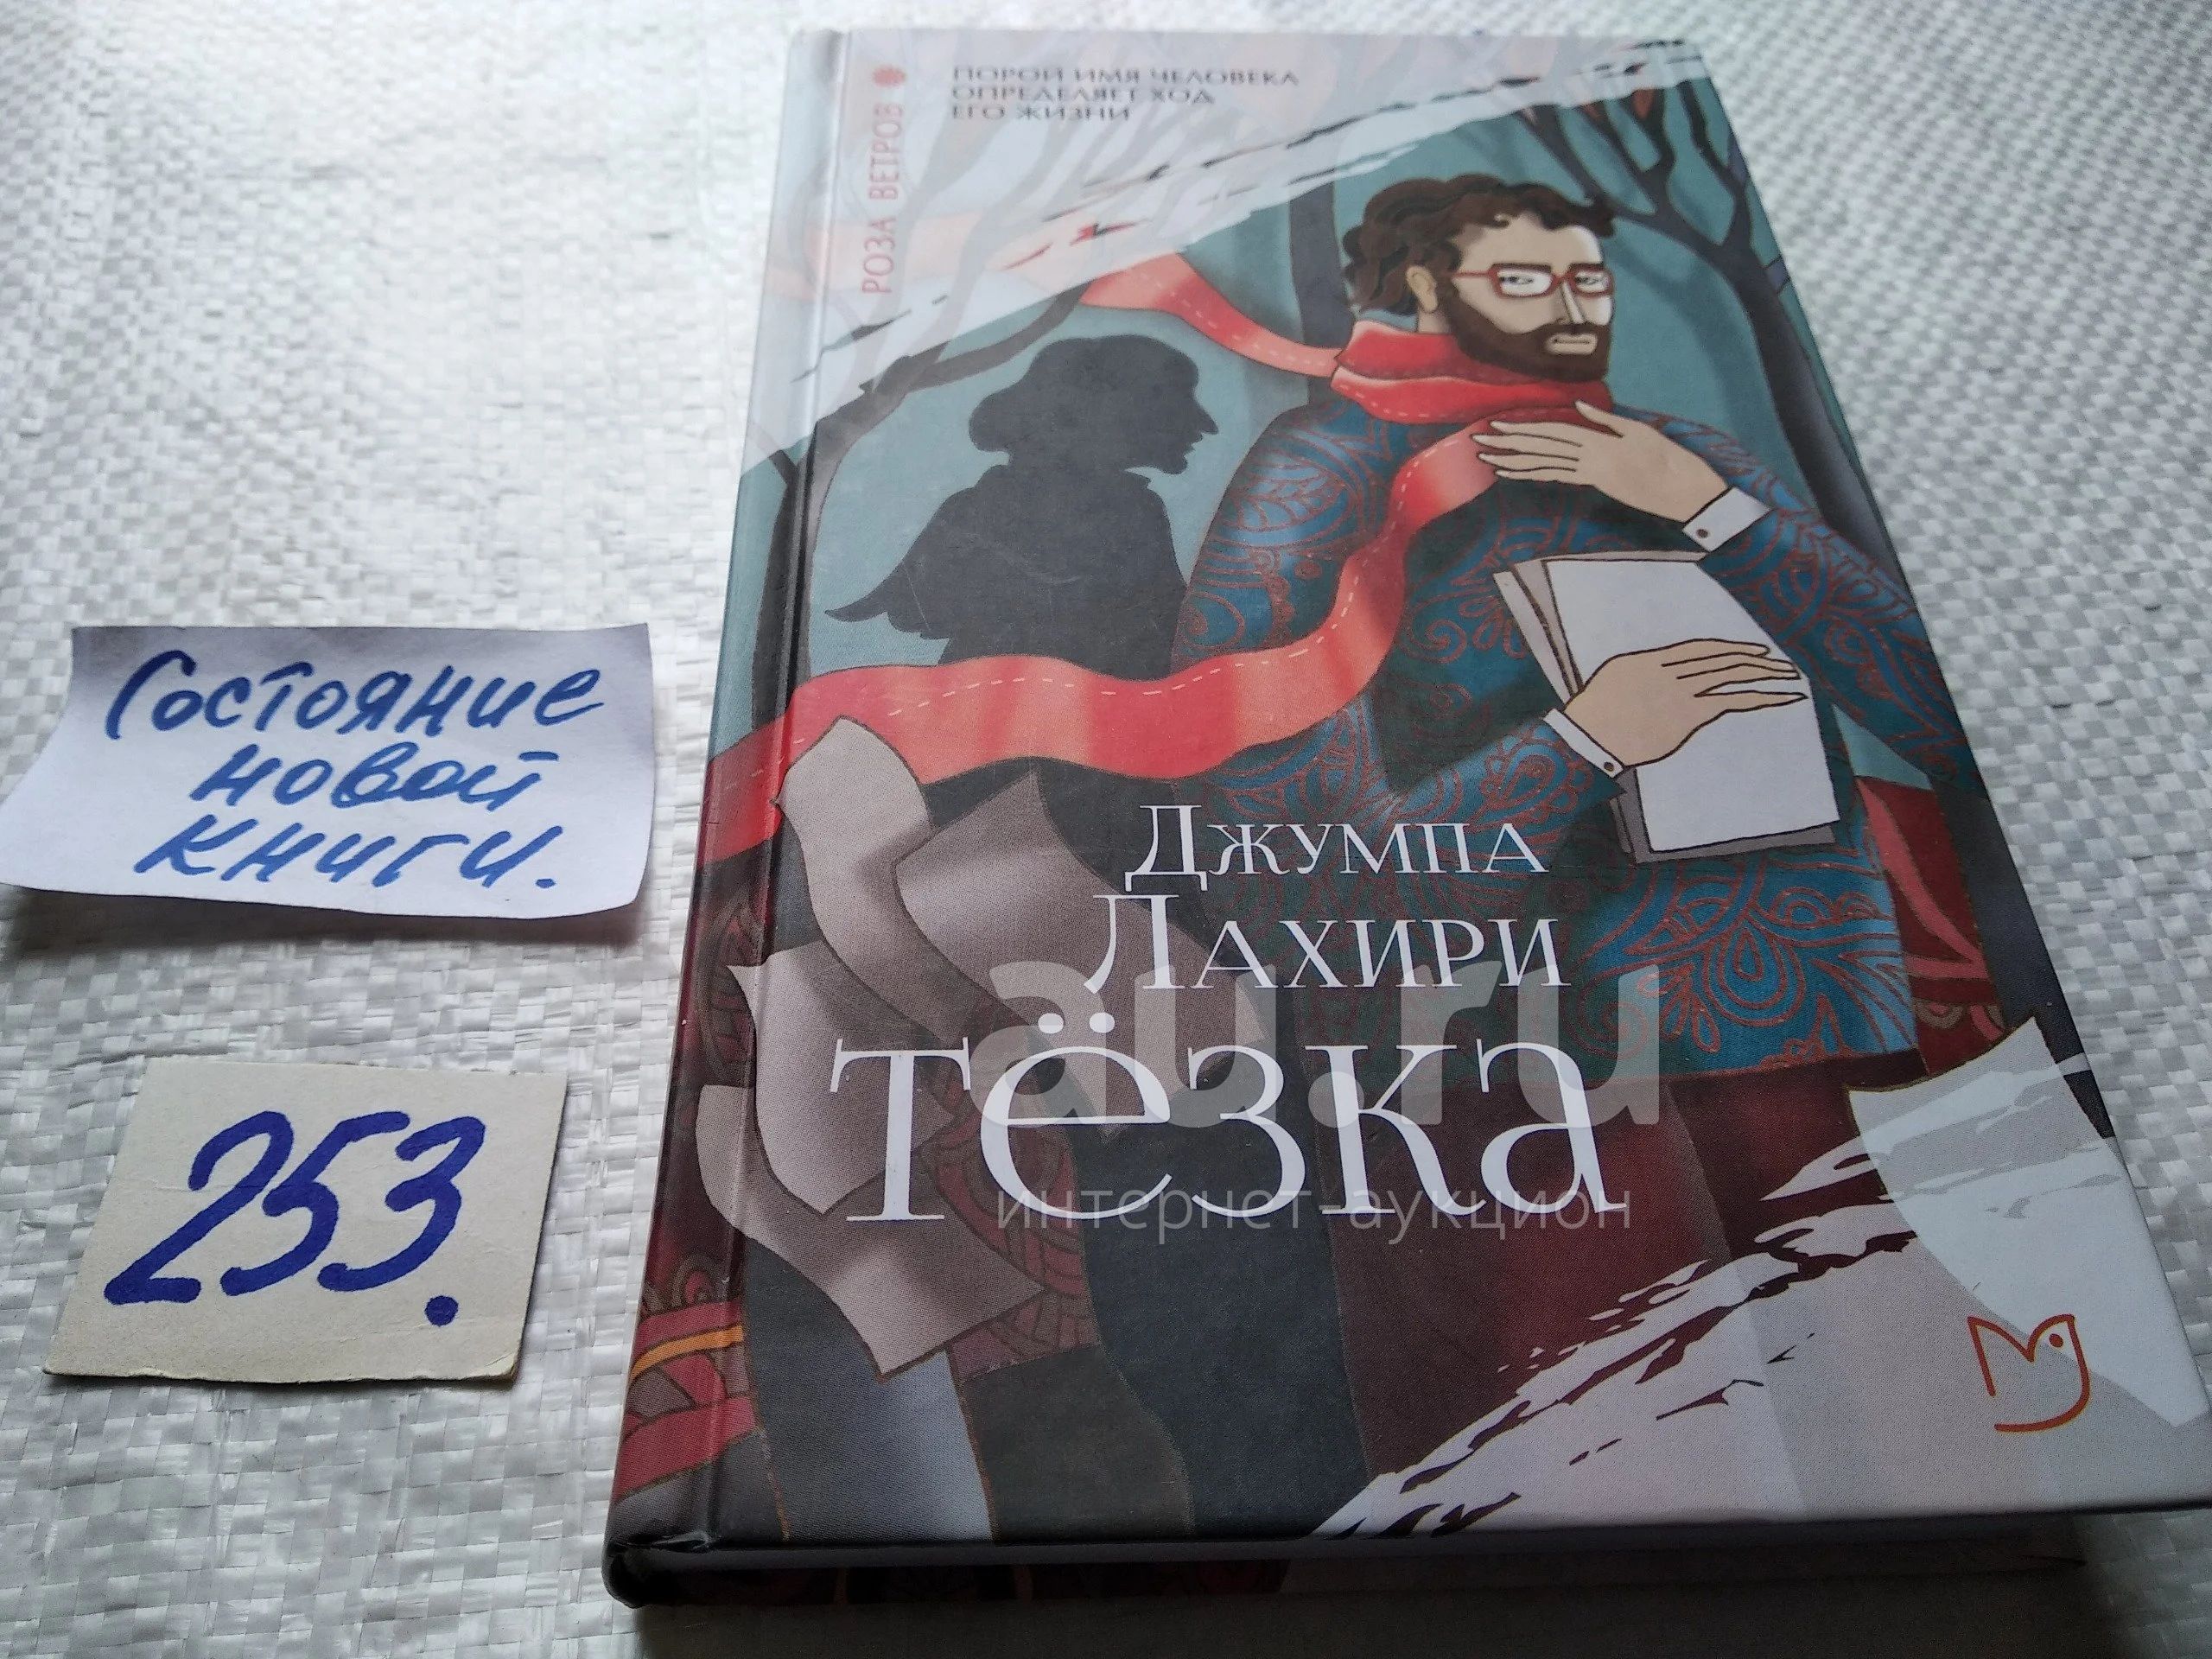 ПОРОЙ ИМЯ ЧЕЛОВЕКА
ОПРЕДЕЛЯЕТ ХОД
ЕГО ЖИЗНИ
РОЗА ВЕТРОВ
Состояние
новой
книги.
253.
ДЖУМПА
ЛАХИРИ
тёзка
au.ru
интернет-аукцион